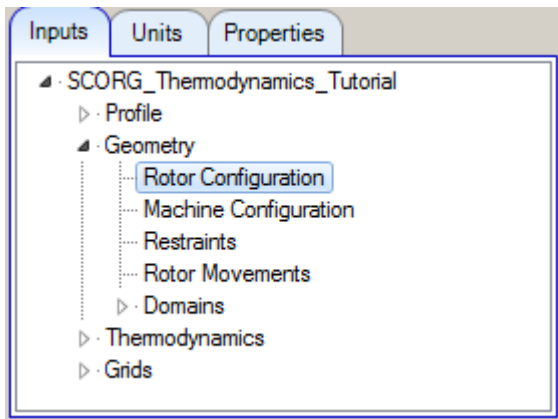 Inputs Units Properties
SCORG_Thermodynamics_Tutorial
Profile
Geometry
Rotor Configuration
Machine Configuration
Restraints
Rotor Movements
Domains
Thermodynamics
Grids